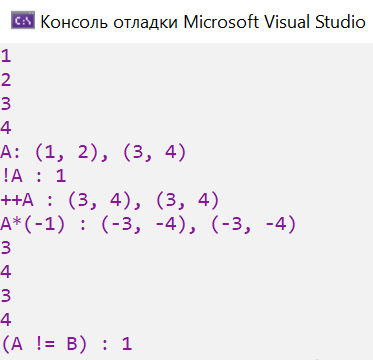 Консоль отладки Microsoft Visual Studio
1
2
3
4
A: (1, 2), (3, 4)
!A : 1
++A : (3, 4), (3, 4)
A*(-1) : (-3, -4), (-3, -4)
3
4
3
4
(A != B) : 1